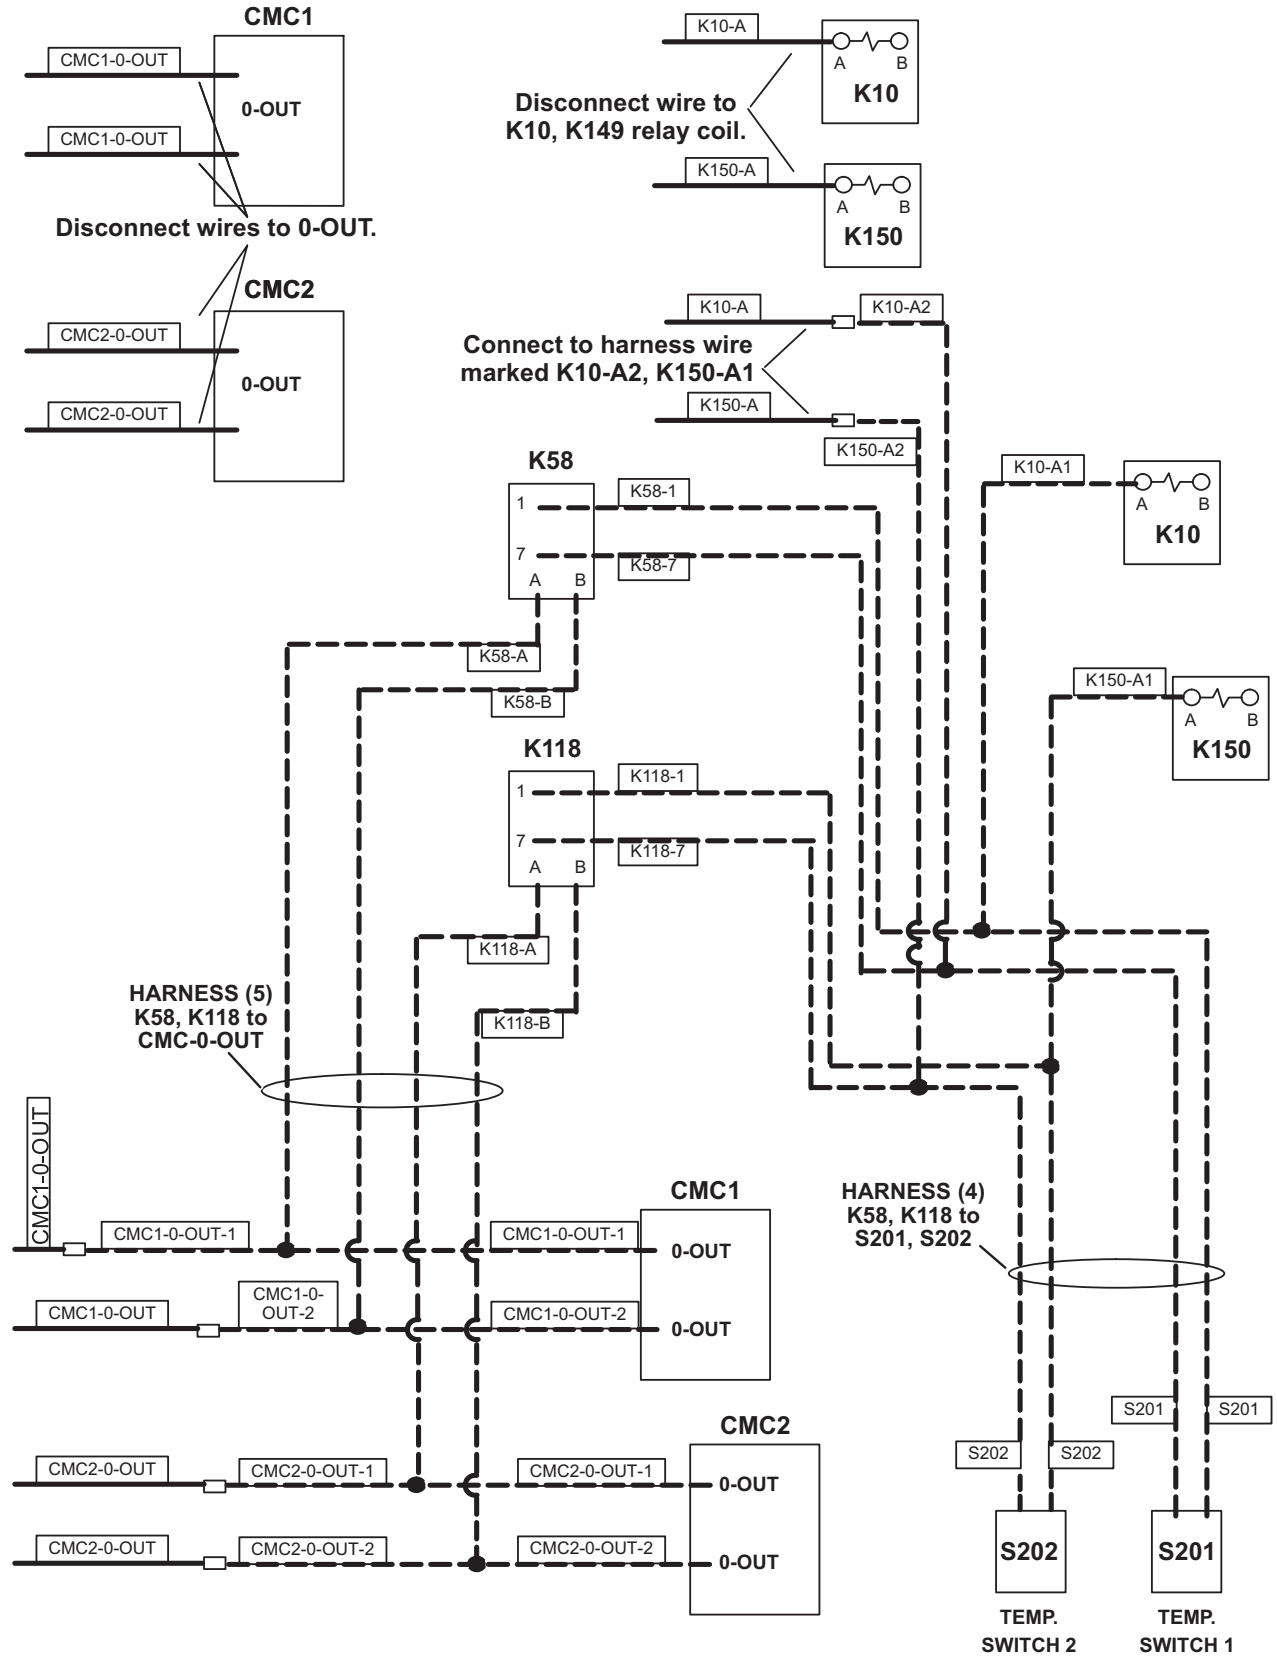 CMC1
CMC1-0-OUT
0-OUT
CMC1-0-OUT
Disconnect wires to 0-OUT.
CMC2
CMC2-0-OUT
0-OUT
CMC2-0-OUT
K10-A
A B
K10
Disconnect wire to
K10, K149 relay coil.
K150-A
A B
K150
K10-A
K10-A2
Connect to harness wire
marked K10-A2, K150-A1
K150-A
K150-A2
K10-A1
A B
K10
K58
1
K58-1
7
K58-7
A B
K58-A
K58-B
K150-A1
A B
K150
K118
1
K118-1
7
K118-7
A B
K118-A
K118-B
HARNESS (5)
K58, K118 to
CMC-0-OUT
HARNESS (4)
K58, K118 to
S201, S202
CMC1-0-OUT
CMC1-0-OUT-1
CMC1-0-OUT-1
CMC1
0-OUT
CMC1-0-OUT
CMC1-0-
OUT-2
CMC1-0-OUT-2
0-OUT
CMC2
CMC2-0-OUT
CMC2-0-OUT-1
CMC2-0-OUT-1
0-OUT
CMC2-0-OUT
CMC2-0-OUT-2
CMC2-0-OUT-2
0-OUT
S201
S201
S202
S202
S202
S201
TEMP.
SWITCH 2
TEMP.
SWITCH 1